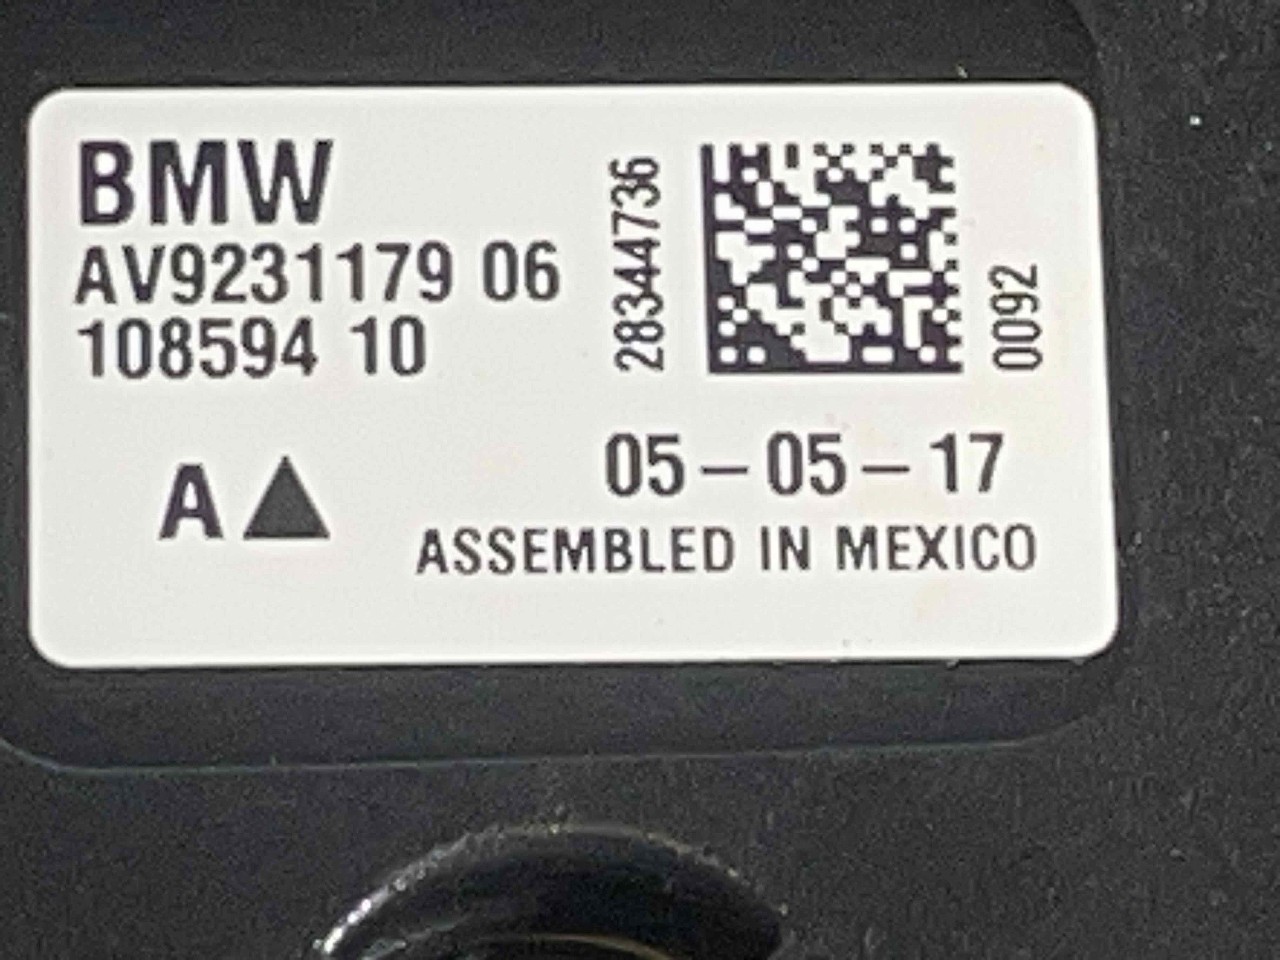 BMW
AV9231179 06
108594 10
28344736
0092
05-05-17
A
ASSEMBLED IN MEXICO